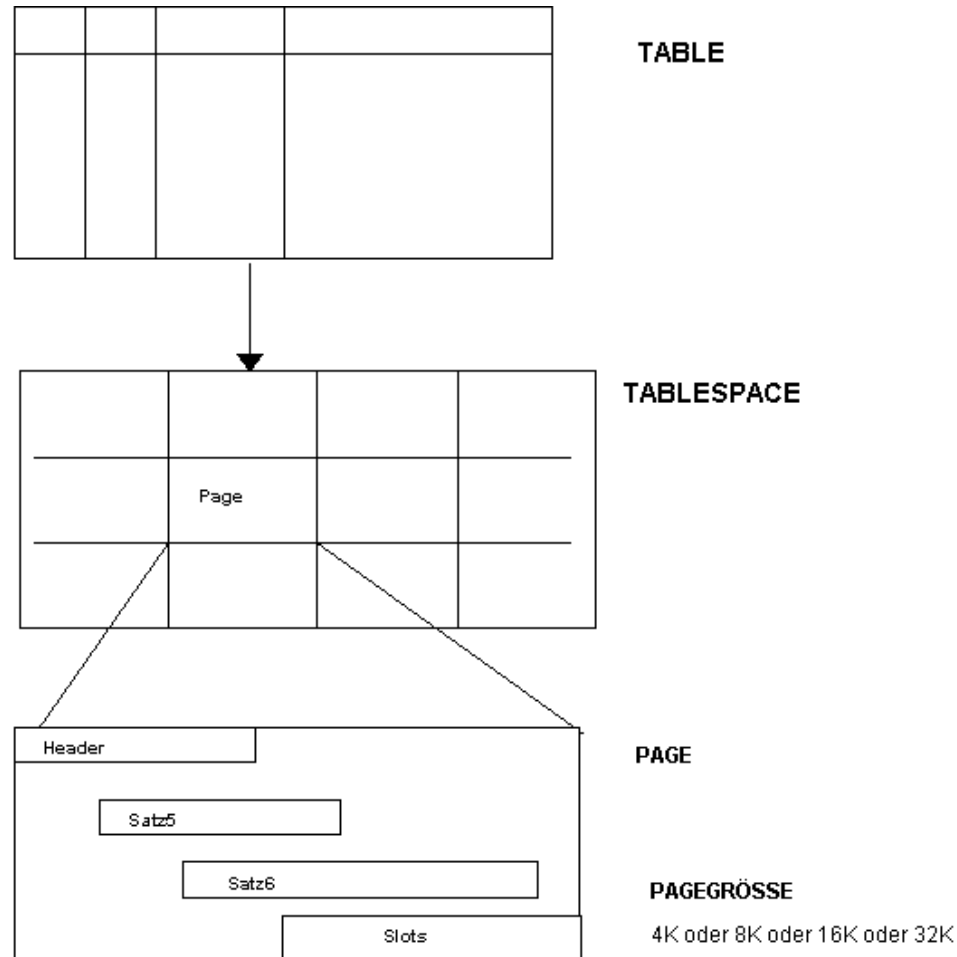 TABLE
TABLESPACE
Page
Header
PAGE
Satz5
Satz6
PAGEGRÖSSE
Slots
4K oder 8K oder 16K oder 32K